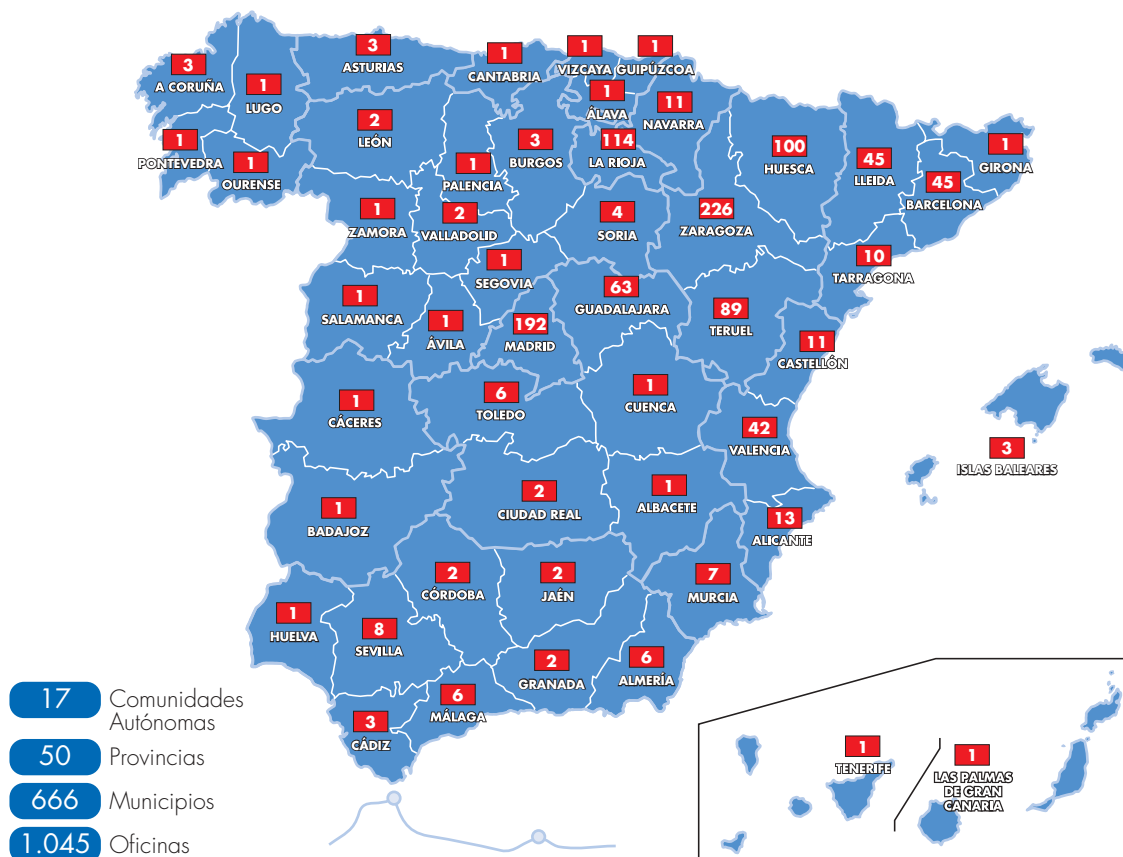 3
A CORUÑA
1
LUGO
3
ASTURIAS
1
CANTABRIA
1
VIZCAYA
1
GUIPÚZCOA
1
ÁLAVA
11
NAVARRA
1
PONTEVEDRA
1
OURENSE
2
LEÓN
1
PALENCIA
3
BURGOS
114
LA RIOJA
100
HUESCA
45
LLEIDA
1
GIRONA
45
BARCELONA
1
ZAMORA
2
VALLADOLID
4
SORIA
226
ZARAGOZA
10
TARRAGONA
1
SEGOVIA
63
GUADALAJARA
1
SALAMANCA
1
ÁVILA
192
MADRID
89
TERUEL
11
CASTELLÓN
1
CÁCERES
6
TOLEDO
1
CUENCA
42
VALENCIA
3
ISLAS BALEARES
1
BADAJOZ
2
CIUDAD REAL
1
ALBACETE
13
ALICANTE
2
CÓRDOBA
2
JAÉN
7
MURCIA
1
HUELVA
8
SEVILLA
2
GRANADA
6
ALMERÍA
6
MÁLAGA
3
CÁDIZ
1
TENERIFE
1
LAS PALMAS
DE GRAN
CANARIA
17 Comunidades
Autónomas
50 Provincias
666 Municipios
1.045 Oficinas